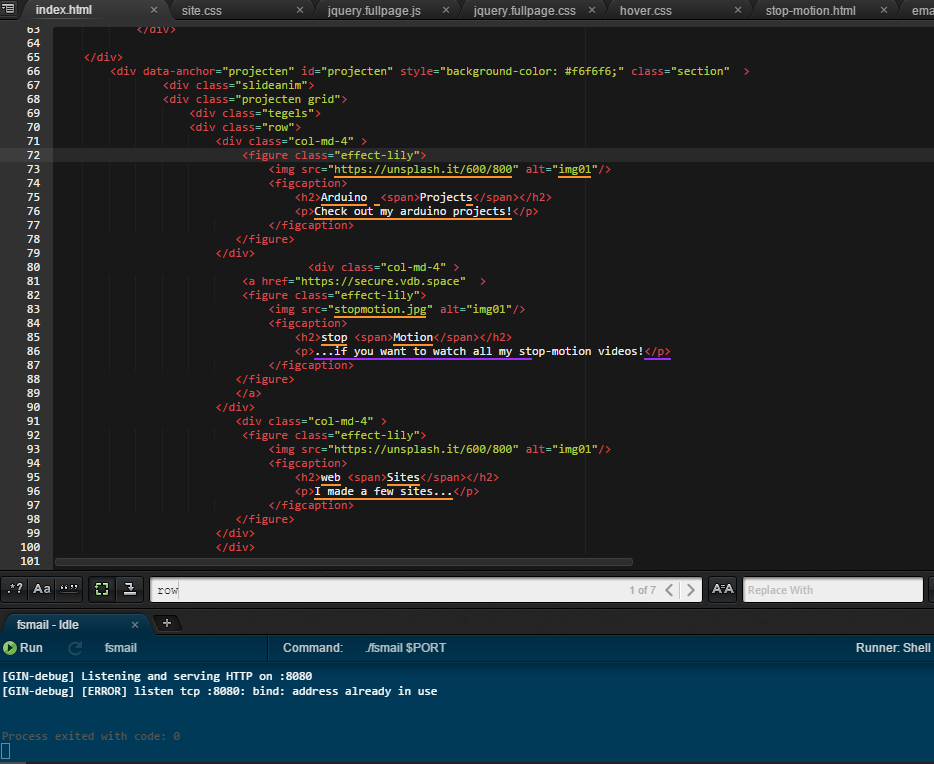 index.html × site.css × jquery.fullpage.js × jquery.fullpage.css × hover.css × stop-motion.html × ema
63 </div>
64
65 </div>
66 <div data-anchor="projecten" id="projecten" style="background-color: #f6f6f6;" class="section" >
67 <div class="slideanim">
68 <div class="projecten grid">
69 <div class="tegels">
70 <div class="row">
71 <div class="col-md-4" >
72 <figure class="effect-lily">
73 <img src="https://unsplash.it/600/800" alt="img01"/>
74 <figcaption>
75 <h2>Arduino <span>Projects</span></h2>
76 <p>Check out my arduino projects!</p>
77 </figcaption>
78 </figure>
79 </div>
80 <div class="col-md-4" >
81 <a href="https://secure.vdb.space" >
82 <figure class="effect-lily">
83 <img src="stopmotion.jpg" alt="img01"/>
84 <figcaption>
85 <h2>stop <span>Motion</span></h2>
86 <p>...if you want to watch all my stop-motion videos!</p>
87 </figcaption>
88 </figure>
89 </a>
90 </div>
91 <div class="col-md-4" >
92 <figure class="effect-lily">
93 <img src="https://unsplash.it/600/800" alt="img01"/>
94 <figcaption>
95 <h2>web <span>Sites</span></h2>
96 <p>I made a few sites...</p>
97 </figcaption>
98 </figure>
99 </div>
100 </div>
101
.*? Aa “” row 1 of 7 AA Replace With
fsmail - Idle × +
Run fsmail Command: ./fsmail $PORT Runner: Shell
[GIN-debug] Listening and serving HTTP on :8080
[GIN-debug] [ERROR] listen tcp :8080: bind: address already in use
Process exited with code: 0